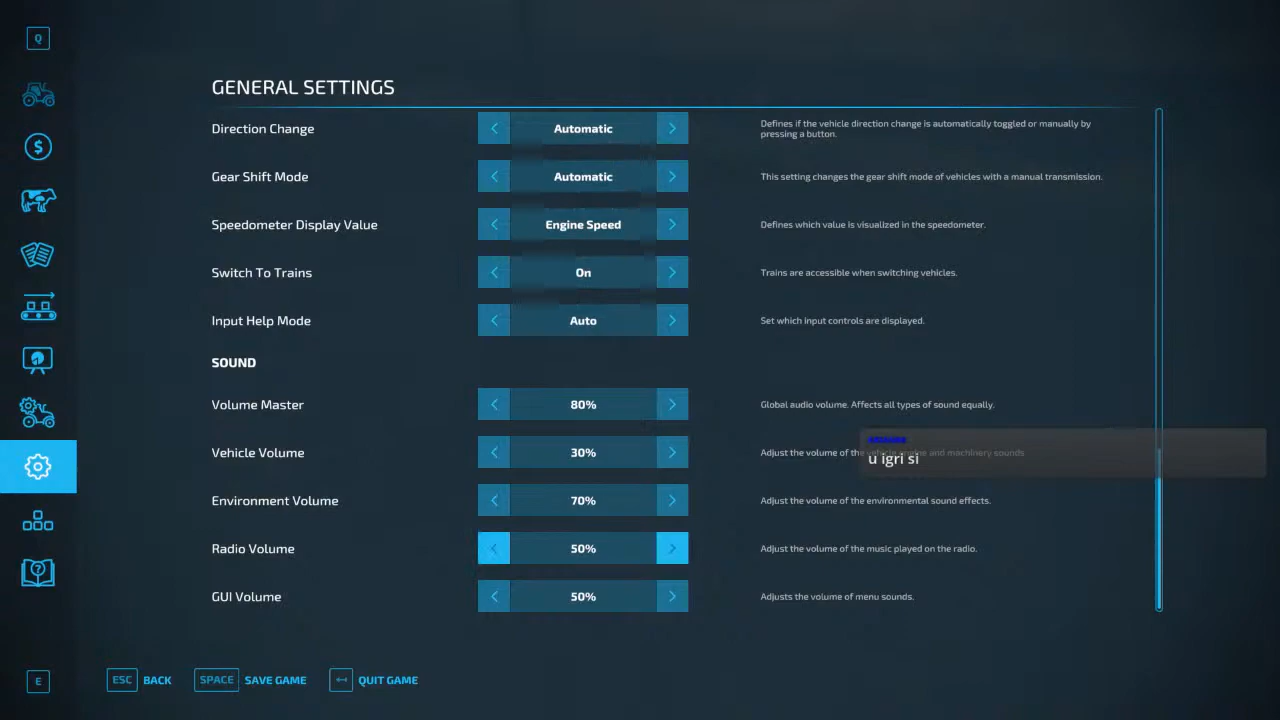 Q
GENERAL SETTINGS
Direction Change
Automatic
Defines if the vehicle direction change is automatically toggled or manually by
pressing a button.
Gear Shift Mode
Automatic
This setting changes the gear shift mode of vehicles with a manual transmission.
Speedometer Display Value
Engine Speed
Defines which value is visualized in the speedometer.
Switch To Trains
On
Trains are accessible when switching vehicles.
Input Help Mode
Auto
Set which input controls are displayed.
SOUND
Volume Master
80%
Global audio volume. Affects all types of sound equally.
Vehicle Volume
30%
Adjust the volume of the vehicle engine and machinery sounds
u igri si
Environment Volume
70%
Adjust the volume of the environmental sound effects.
Radio Volume
50%
Adjust the volume of the music played on the radio.
GUI Volume
50%
Adjusts the volume of menu sounds.
E
ESC BACK SPACE SAVE GAME QUIT GAME